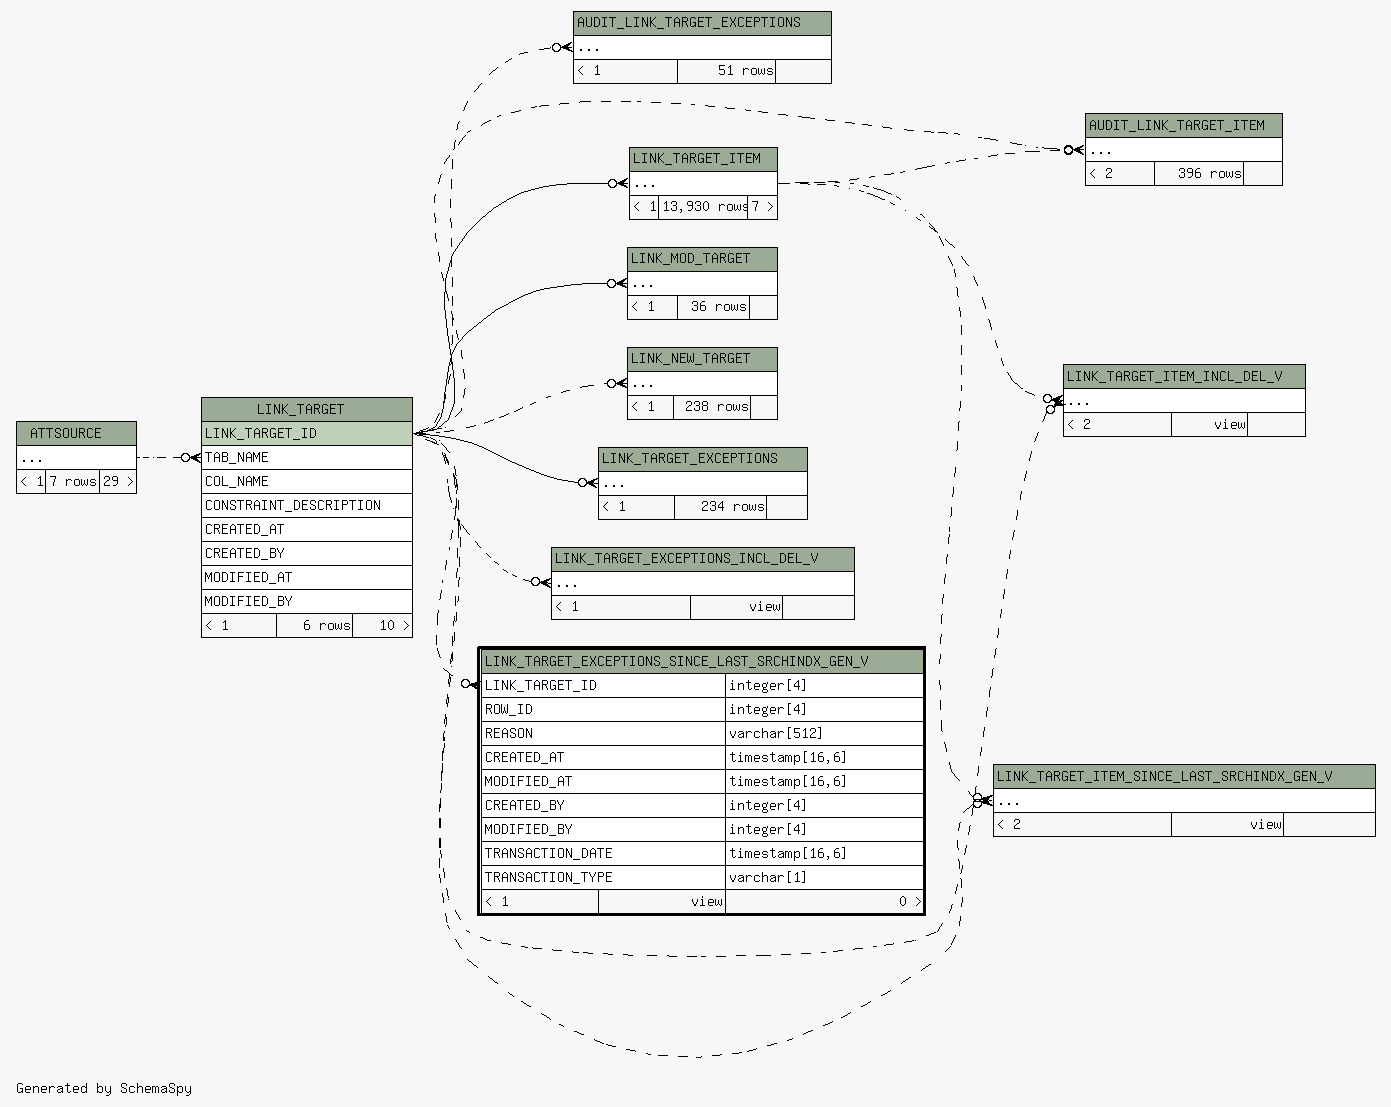 AUDIT_LINK_TARGET_EXCEPTIONS
...
< 1 51 rows
AUDIT_LINK_TARGET_ITEM
...
< 2 396 rows
LINK_TARGET_ITEM
...
< 1 13,930 rows 7 >
LINK_MOD_TARGET
...
< 1 36 rows
LINK_NEW_TARGET
...
< 1 238 rows
LINK_TARGET_ITEM_INCL_DEL_V
...
< 2 view
ATTSOURCE
...
< 1 7 rows 29 >
LINK_TARGET
LINK_TARGET_ID
TAB_NAME
COL_NAME
CONSTRAINT_DESCRIPTION
CREATED_AT
CREATED_BY
MODIFIED_AT
MODIFIED_BY
< 1 6 rows 10 >
LINK_TARGET_EXCEPTIONS
...
< 1 234 rows
LINK_TARGET_EXCEPTIONS_INCL_DEL_V
...
< 1 view
LINK_TARGET_EXCEPTIONS_SINCE_LAST_SRCHINDX_GEN_V
LINK_TARGET_ID integer[4]
ROW_ID integer[4]
REASON varchar[512]
CREATED_AT timestamp[16,6]
MODIFIED_AT timestamp[16,6]
CREATED_BY integer[4]
MODIFIED_BY integer[4]
TRANSACTION_DATE timestamp[16,6]
TRANSACTION_TYPE varchar[1]
< 1 view 0 >
LINK_TARGET_ITEM_SINCE_LAST_SRCHINDX_GEN_V
...
< 2 view
Generated by SchemaSpy